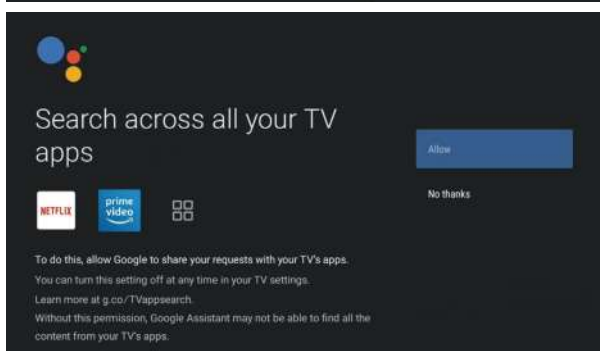 Search across all your TV
apps
NETFLIX
prime
video
To do this, allow Google to share your requests with your TV's apps.
You can turn this setting off at any time in your TV settings.
Learn more at g.co/TVappsearch.
Without this permission, Google Assistant may not be able to find all the
content from your TV's apps.
Allow
No thanks